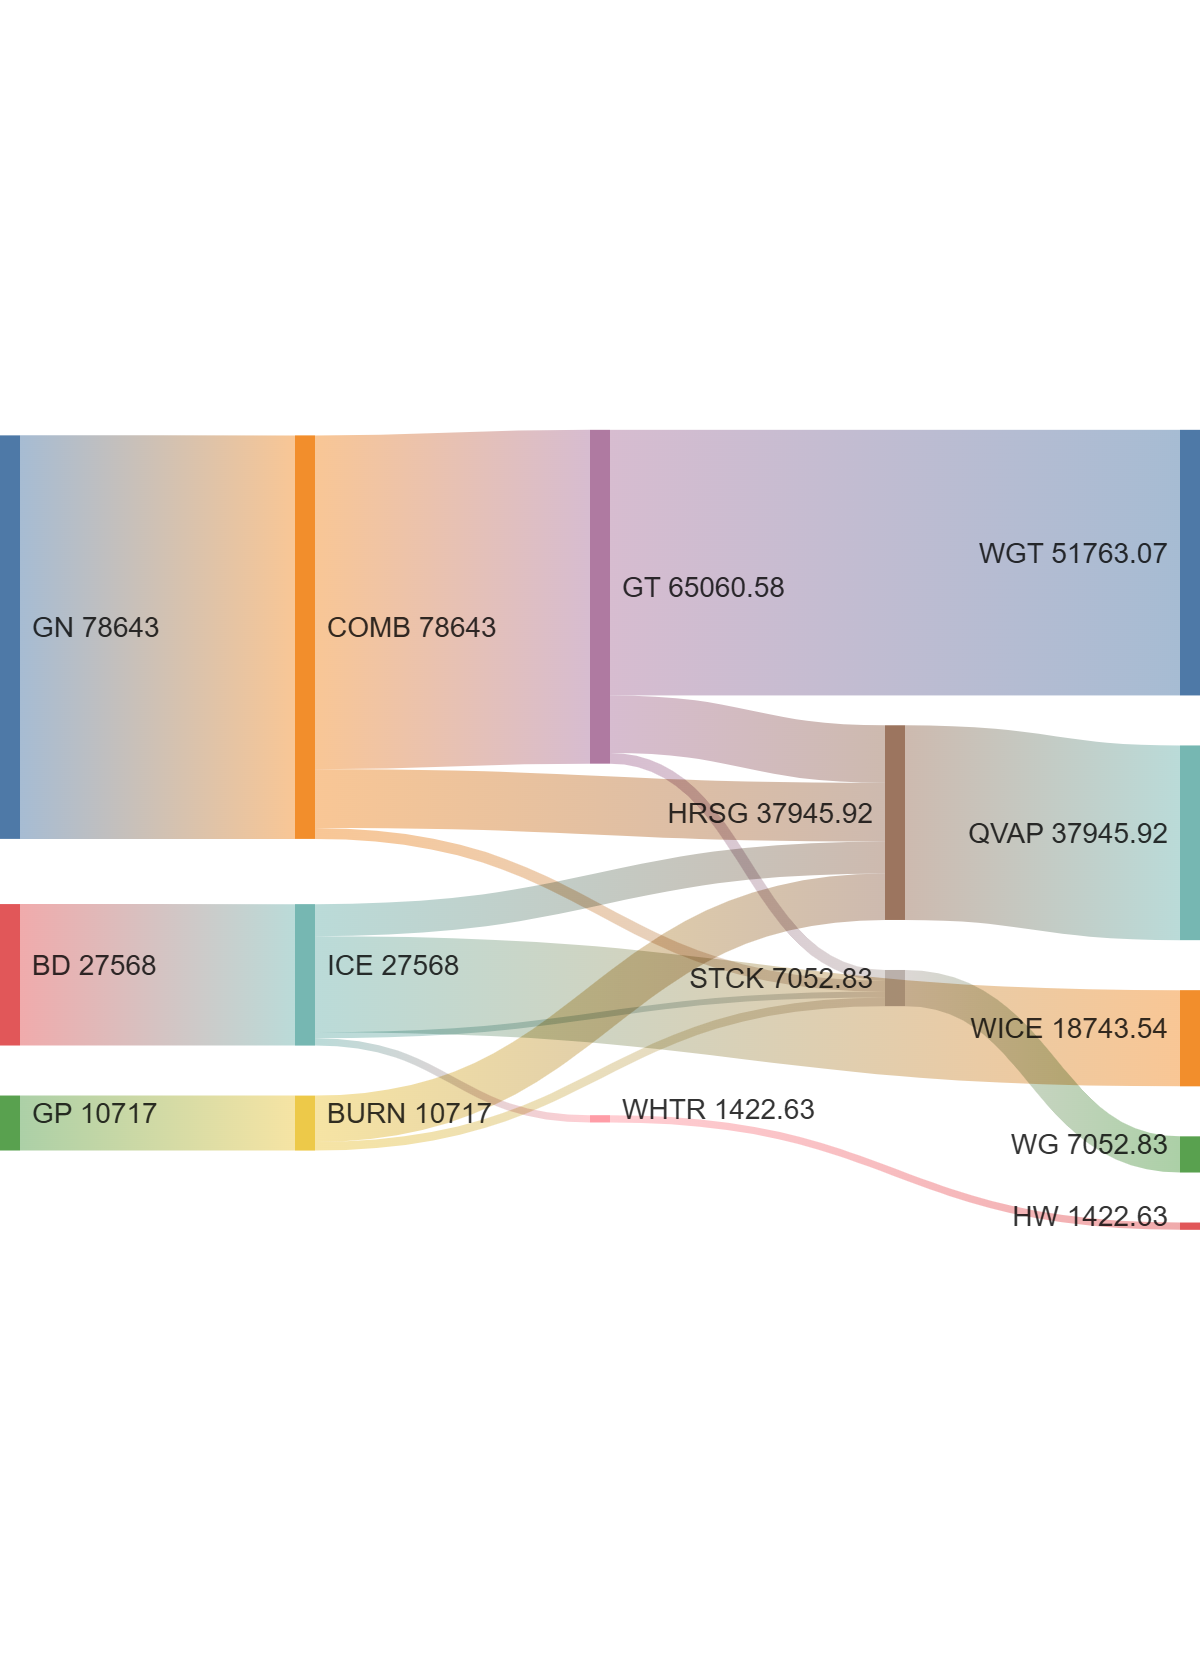 GN 78643
COMB 78643
GT 65060.58
WGT 51763.07
HRSG 37945.92
QVAP 37945.92
BD 27568
ICE 27568
STCK 7052.83
WICE 18743.54
GP 10717
BURN 10717
WHTR 1422.63
WG 7052.83
HW 1422.63